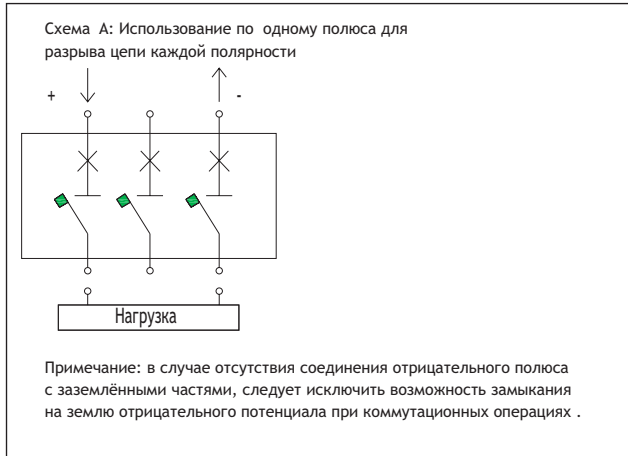 Схема А: Использование по одному полюса для
разрыва цепи каждой полярности
+ -
Нагрузка
Примечание: в случае отсутствия соединения отрицательного полюса
с заземлёнными частями, следует исключить возможность замыкания
на землю отрицательного потенциала при коммутационных операциях .